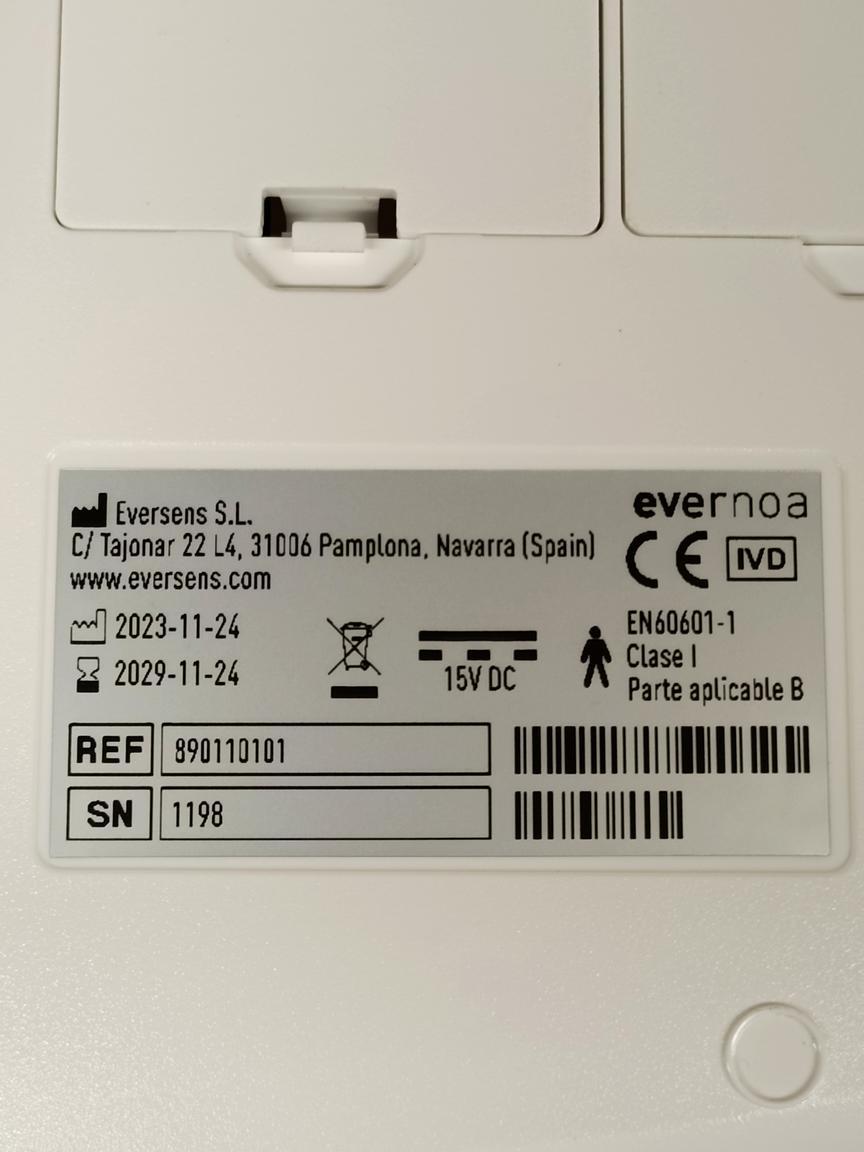 Eversens S.L.
C/ Tajonar 22 L4, 31006 Pamplona, Navarra (Spain)
www.eversens.com
evernoa
CE IVD
2023-11-24
2029-11-24
15V DC
EN60601-1
Clase I
Parte aplicable B
REF 890110101
SN 1198